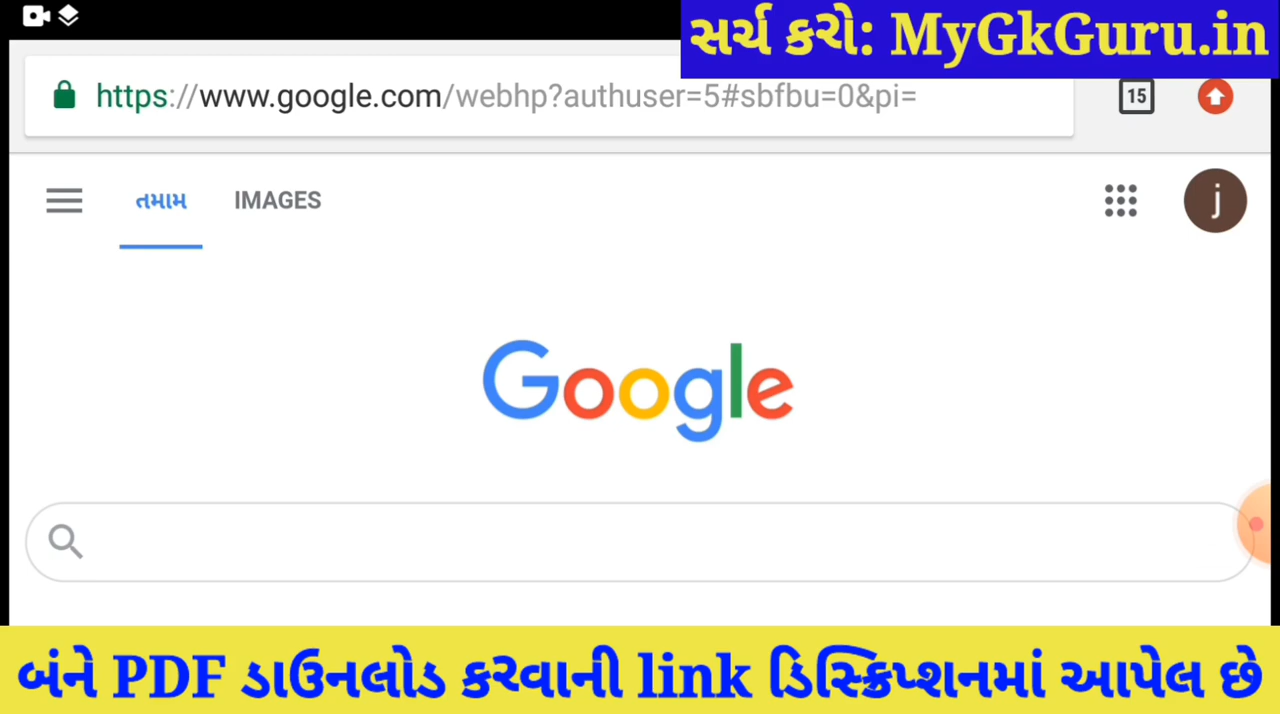 સર્ચ કરો: MyGkGuru.in
https://www.google.com/webhp?authuser=5#sbfbu=0&pi=
15
તમામ IMAGES
j
Google
બંને PDF ડાઉનલોડ કરવાની link ડિસ્ક્રિપ્શનમાં આપેલ છે